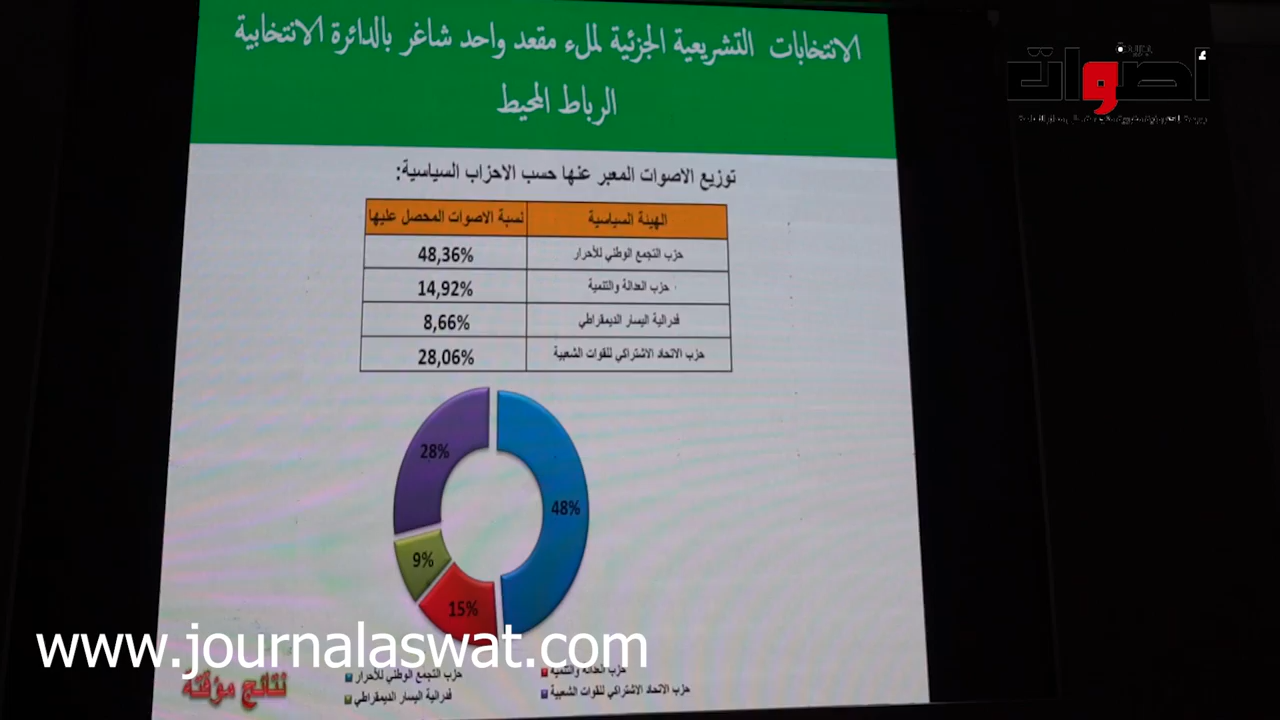 الانتخابات التشريعية الجزئية لملء مقعد واحد شاغر بالدائرة الانتخابية
الرباط المحيط
أصوات
توزيع الاصوات المعبر عنها حسب الاحزاب السياسية:
الهيئة السياسية نسبة الاصوات المحصل عليها
حزب التجمع الوطني للأحرار 48,36%
حزب العدالة والتنمية 14,92%
فدرالية اليسار الديمقراطي 8,66%
حزب الاتحاد الاشتراكي للقوات الشعبية 28,06%
28%
48%
9%
15%
www.journalaswat.com
حزب العدالة والتنمية حزب التجمع الوطني للأحرار
حزب الاتحاد الاشتراكي للقوات الشعبية فدرالية اليسار الديمقراطي
نتائج مؤقتة